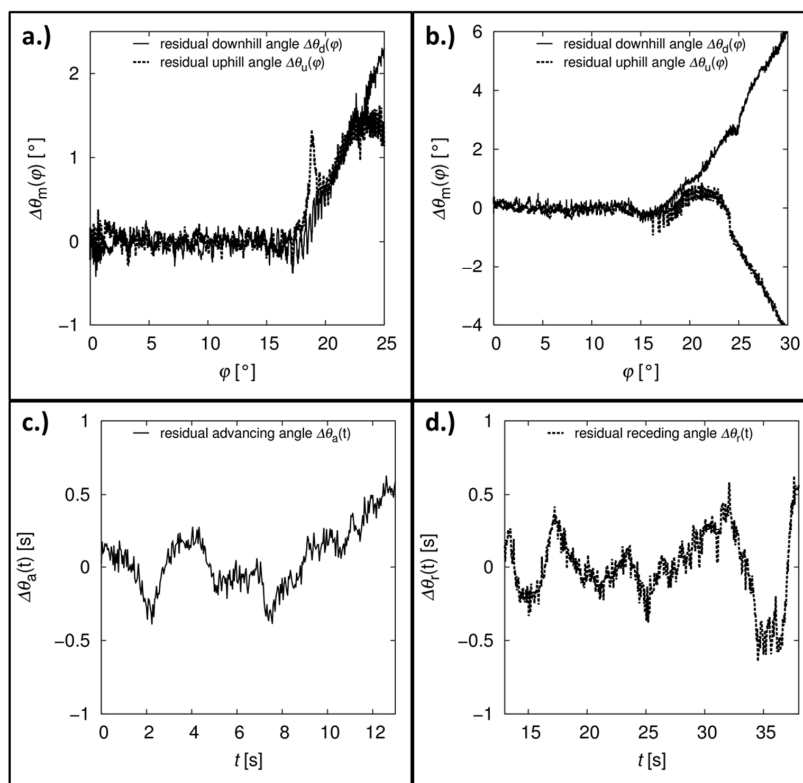 a.)
residual downhill angle Δθd(φ)
residual uphill angle Δθu(φ)
Δθm(φ) [°]
2
1
0
−1
0 5 10 15 20 25
φ [°]
b.)
residual downhill angle Δθd(φ)
residual uphill angle Δθu(φ)
Δθm(φ) [°]
6
4
2
0
−2
−4
0 5 10 15 20 25 30
φ [°]
c.)
residual advancing angle Δθa(t)
Δθa(t) [s]
1
0.5
0
−0.5
−1
0 2 4 6 8 10 12
t [s]
d.)
residual receding angle Δθr(t)
Δθr(t) [s]
1
0.5
0
−0.5
−1
15 20 25 30 35
t [s]